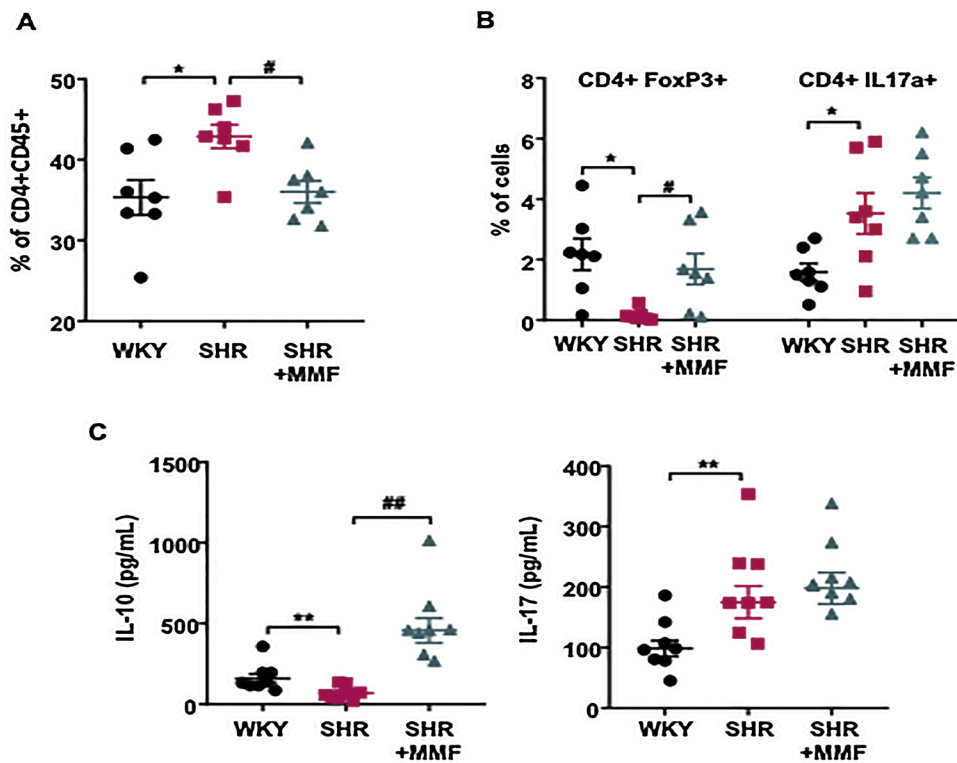 A
% of CD4+CD45+
50
40
30
20
*
#
WKY
SHR
SHR
+MMF
B
% of cells
8
6
4
2
0
CD4+ FoxP3+
CD4+ IL17a+
*
#
*
WKY
SHR
SHR
+MMF
WKY
SHR
SHR
+MMF
C
IL-10 (pg/mL)
1500
1000
500
0
**
##
WKY
SHR
SHR
+MMF
IL-17 (pg/mL)
400
300
200
100
0
**
WKY
SHR
SHR
+MMF